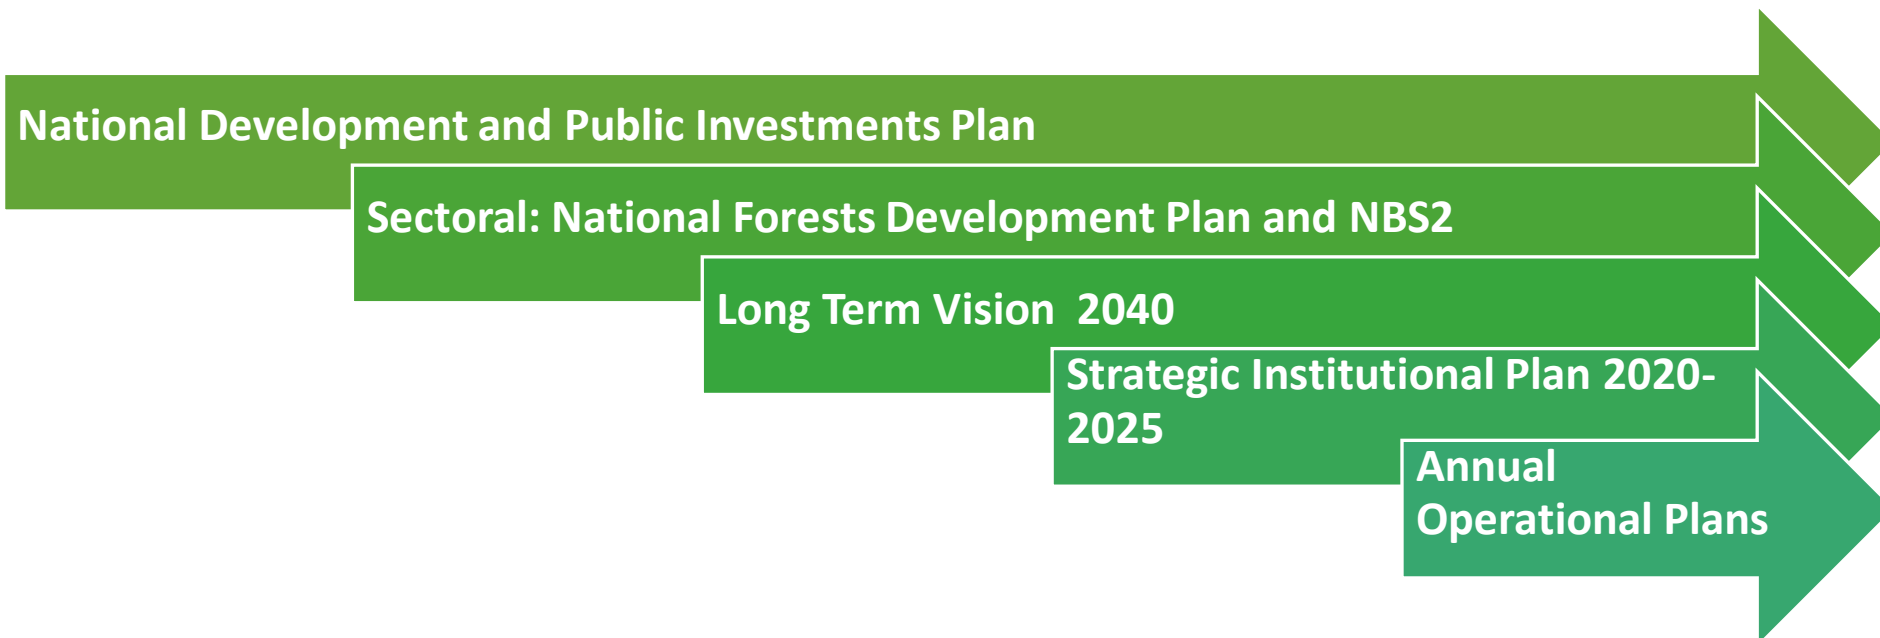 National Development and Public Investments Plan
Sectoral: National Forests Development Plan and NBS2
Long Term Vision  2040
Strategic Institutional Plan 2020-
2025
Annual
Operational Plans